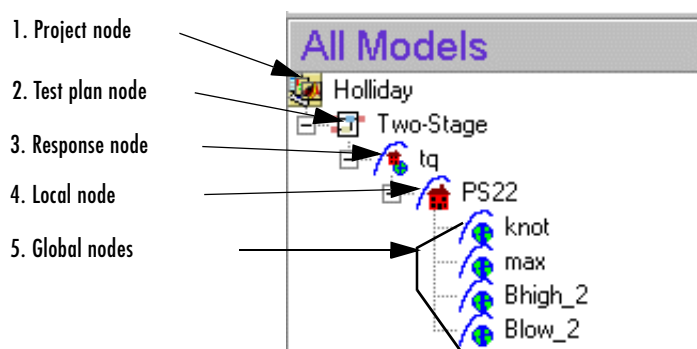 All Models
1. Project node
Holliday
2. Test plan node
Two-Stage
3. Response node
tq
4. Local node
PS22
5. Global nodes
knot
max
Bhigh_2
Blow_2